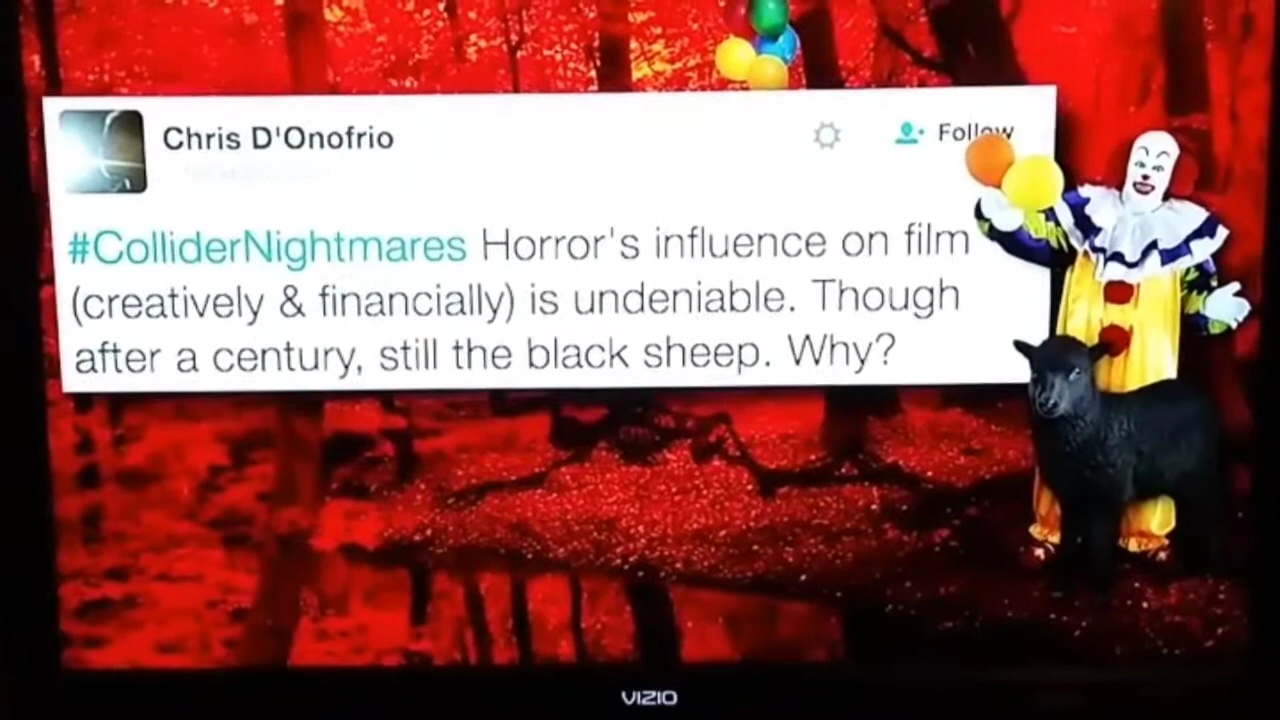 Chris D'Onofrio
Follow
#ColliderNightmares Horror's influence on film
(creatively & financially) is undeniable. Though
after a century, still the black sheep. Why?
VIZIO